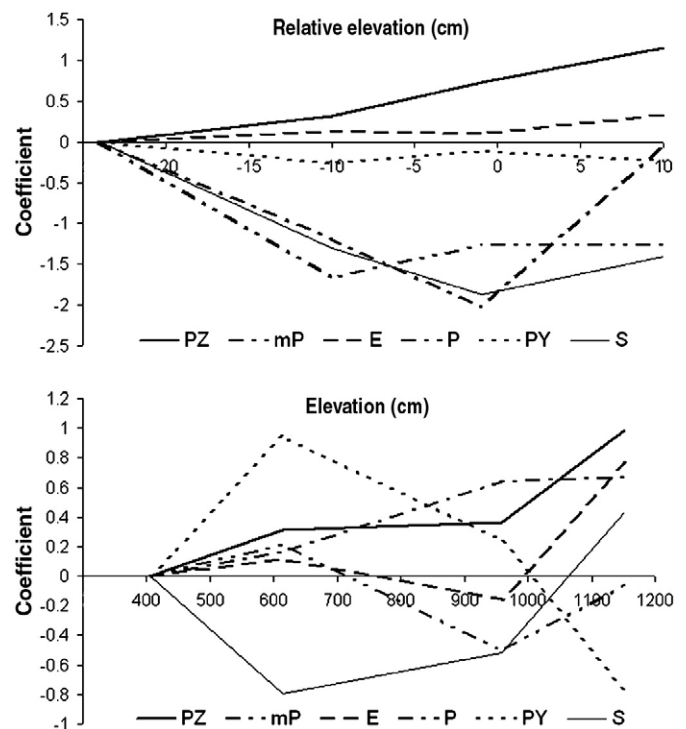 Relative elevation (cm)
1.5
1
0.5
0
-0.5
-1
-1.5
-2
-2.5
Coefficient
-20 -15 -10 -5 0 5 10
PZ mP E P PY S
Elevation (cm)
1.2
1
0.8
0.6
0.4
0.2
0
-0.2
-0.4
-0.6
-0.8
-1
Coefficient
400 500 600 700 800 900 1000 1100 1200
PZ mP E P PY S